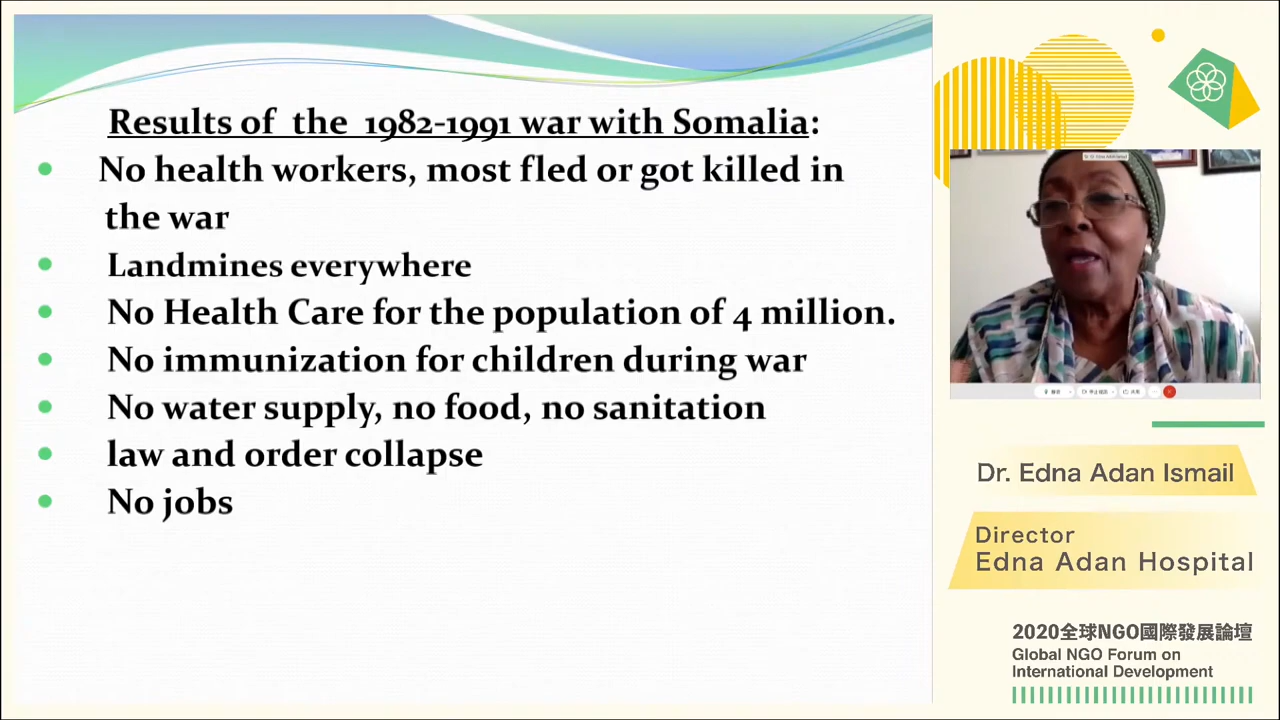 Results of the 1982-1991 war with Somalia:
No health workers, most fled or got killed in
the war
Landmines everywhere
No Health Care for the population of 4 million.
No immunization for children during war
No water supply, no food, no sanitation
law and order collapse
No jobs
Dr. Edna Adan Ismail
Director
Edna Adan Hospital
2020全球NGO國際發展論壇
Global NGO Forum on
International Development